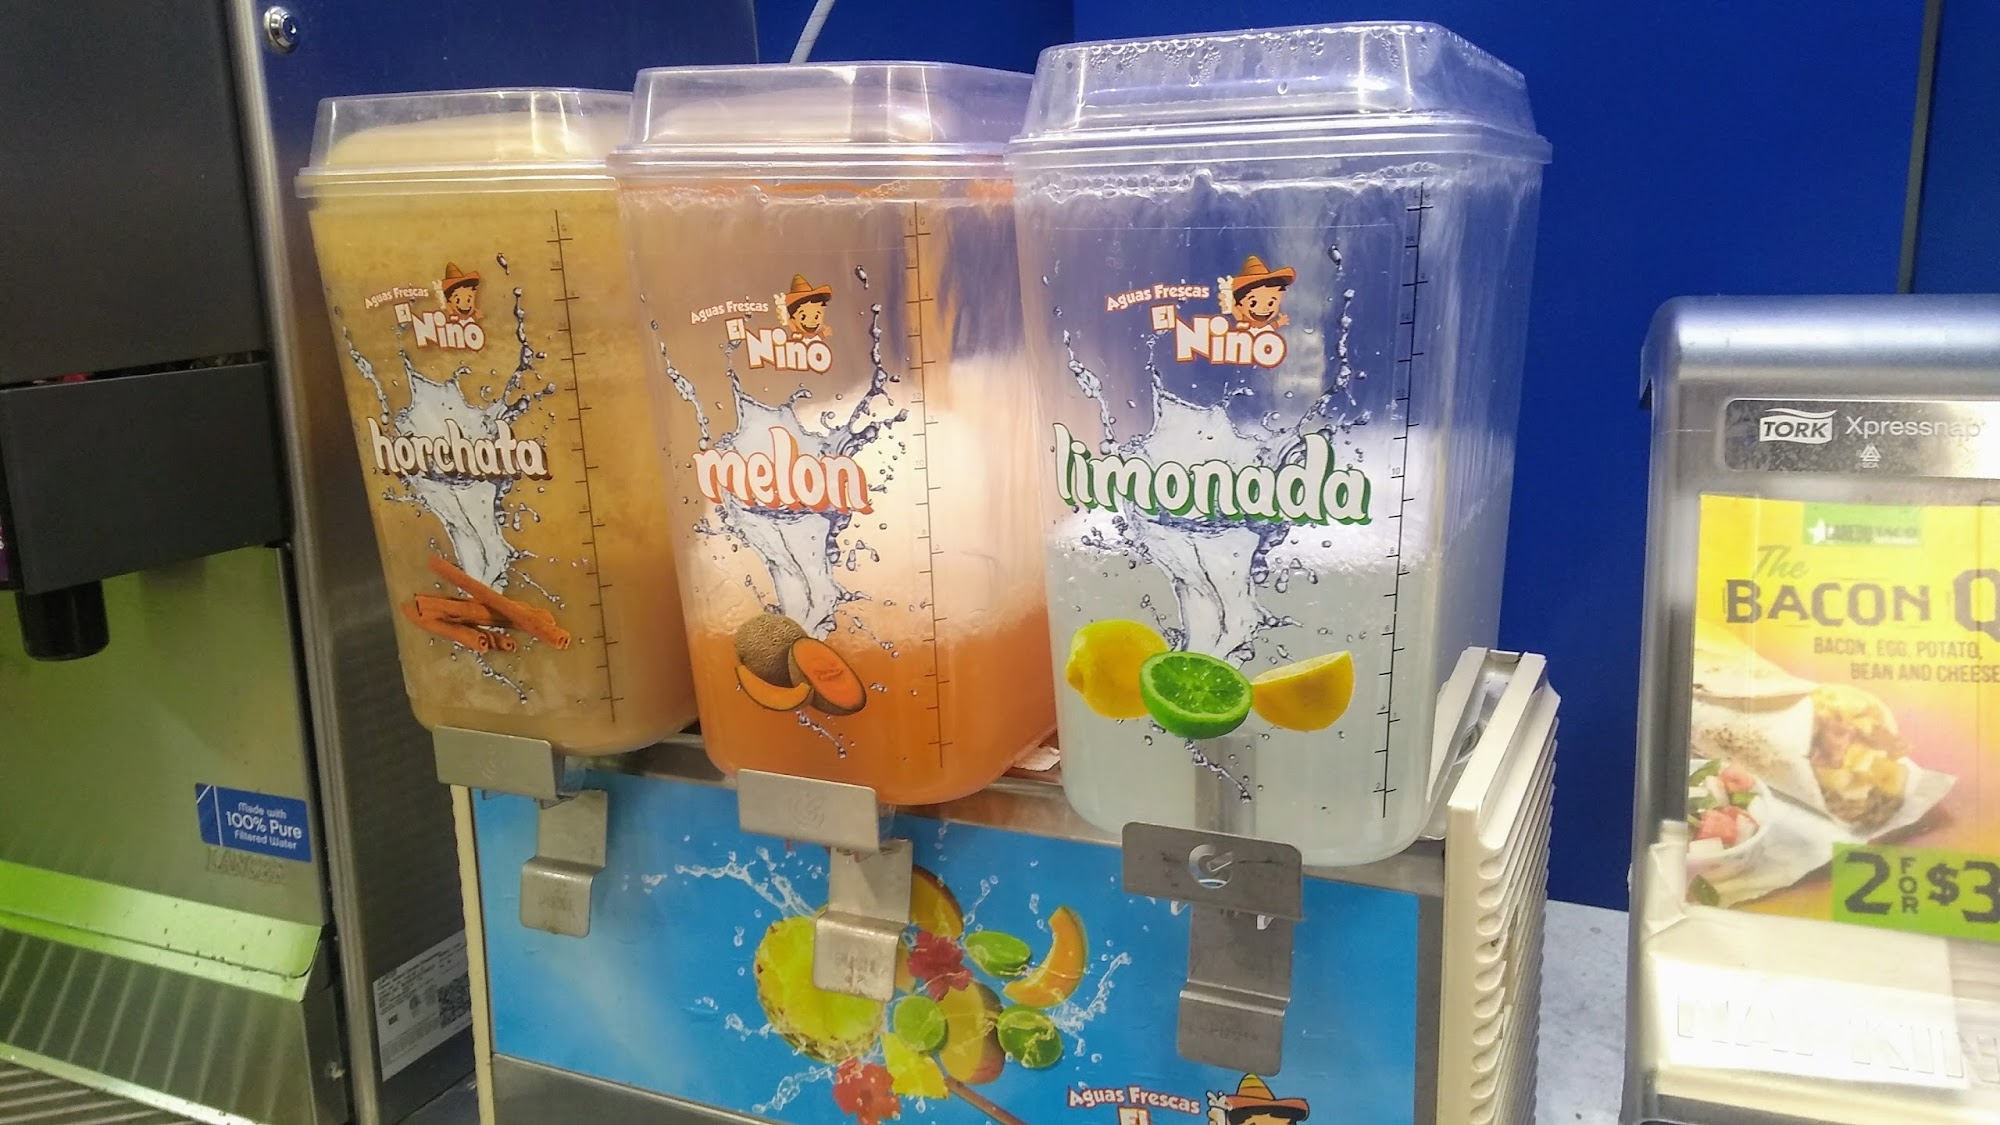 Aguas Frescas
El
Niño
horchata
Aguas Frescas
El
Niño
melon
Aguas Frescas
El
Niño
limonada
Made with
100% Pure
Filtered Water
Aguas Frescas
El
TORK Xpressnap
The
BACON Q
BACON, EGG, POTATO,
BEAN AND CHEESE
2 FOR $3